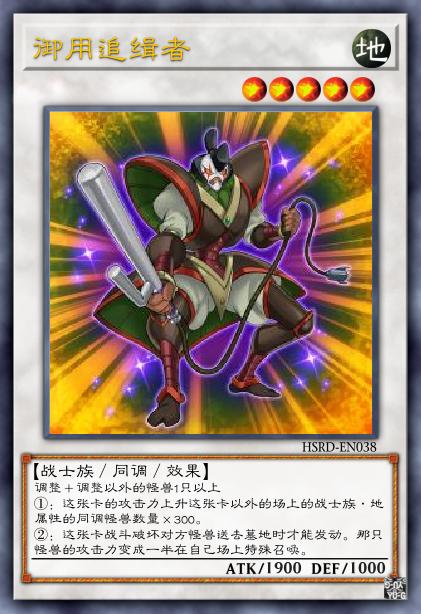 御用追缉者
地
HSRD-EN038
【战士族／同调／效果】
调整＋调整以外的怪兽1只以上
①：这张卡的攻击力上升这张卡以外的场上的战士族・地
属性的同调怪兽数量×300。
②：这张卡战斗破坏对方怪兽送去墓地时才能发动。那只
怪兽的攻击力变成一半在自己场上特殊召唤。
ATK/1900 DEF/1000